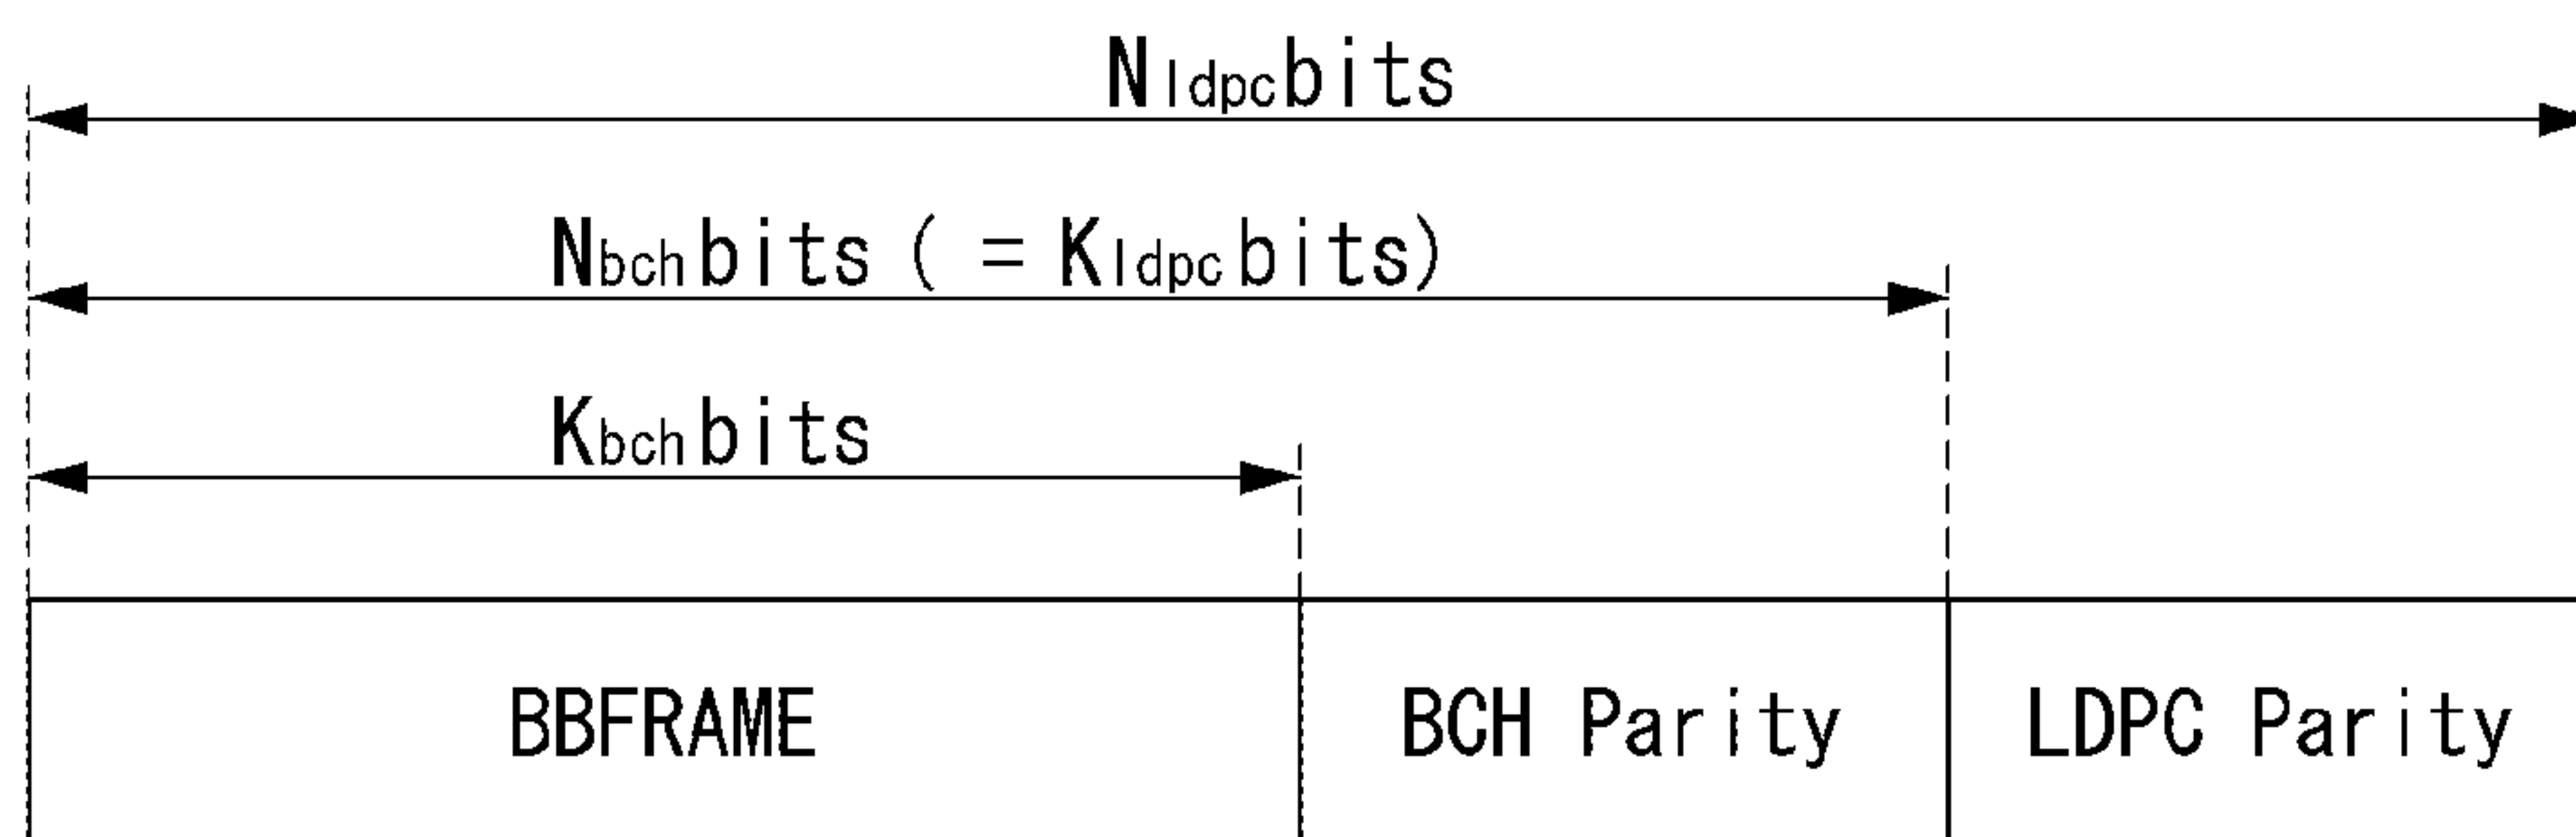 Nldpcbits
Nbchbits ( = Kldpcbits)
Kbchbits
BBFRAME BCH Parity LDPC Parity